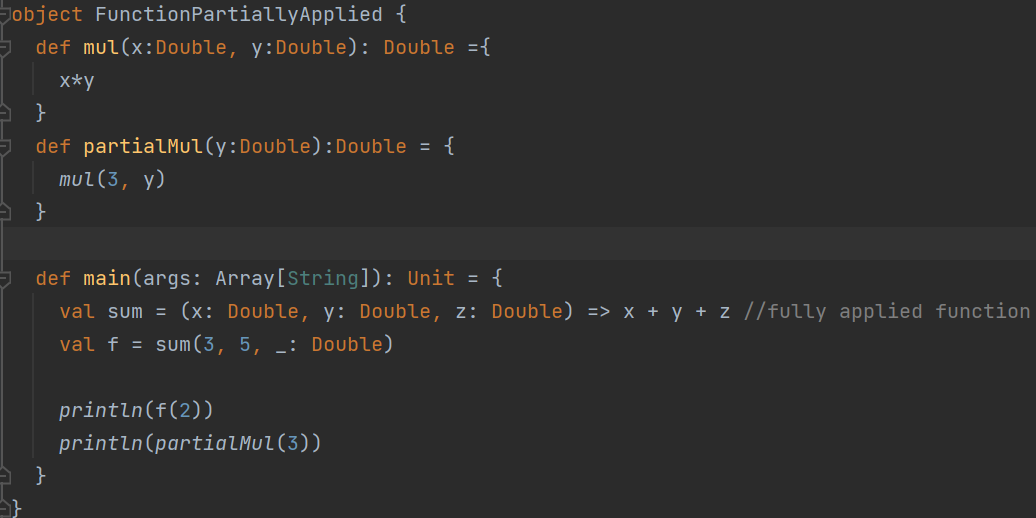 object FunctionPartiallyApplied {
  def mul(x:Double, y:Double): Double ={
    x*y
  }
  def partialMul(y:Double):Double = {
    mul(3, y)
  }
  def main(args: Array[String]): Unit = {
    val sum = (x: Double, y: Double, z: Double) => x + y + z //fully applied function
    val f = sum(3, 5, _: Double)
    println(f(2))
    println(partialMul(3))
  }
}